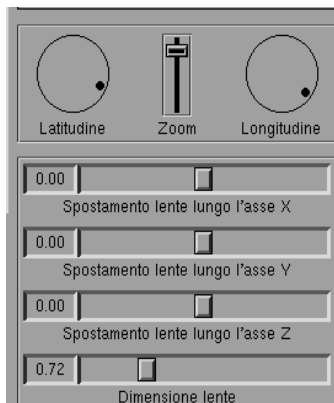 Latitudine Zoom Longitudine
0.00
Spostamento lente lungo l'asse X
0.00
Spostamento lente lungo l'asse Y
0.00
Spostamento lente lungo l'asse Z
0.72
Dimensione lente